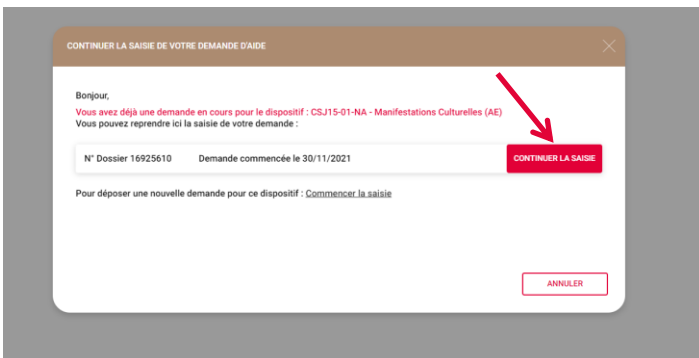 CONTINUER LA SAISIE DE VOTRE DEMANDE D'AIDE
Bonjour,
Vous avez déjà une demande en cours pour le dispositif : CSJ15-01-NA - Manifestations Culturelles (AE)
Vous pouvez reprendre ici la saisie de votre demande :
N° Dossier 16925610 Demande commencée le 30/11/2021 CONTINUER LA SAISIE
Pour déposer une nouvelle demande pour ce dispositif : Commencer la saisie
ANNULER